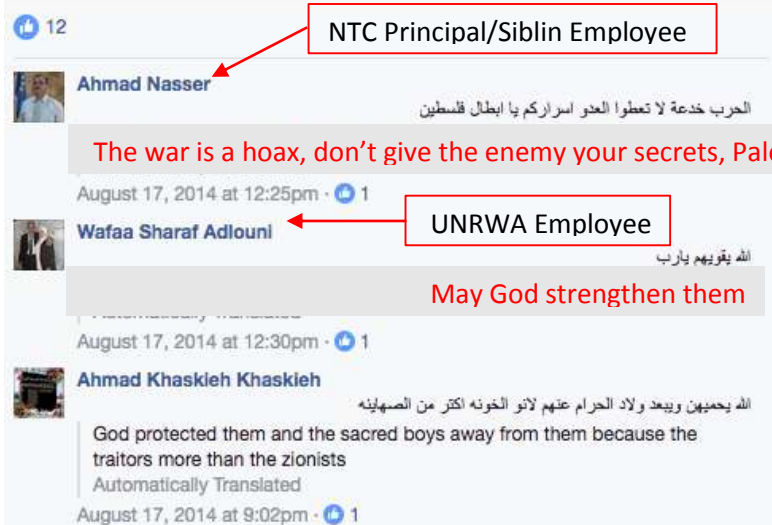 12
NTC Principal/Siblin Employee
Ahmad Nasser
الحرب خدعة لا تعطوا العدو اسراركم يا ابطال فلسطين
The war is a hoax, don't give the enemy your secrets, Pale
August 17, 2014 at 12:25pm · 1
UNRWA Employee
Wafaa Sharaf Adlouni
الله يقويهم يارب
May God strengthen them
Automatically Translated
August 17, 2014 at 12:30pm · 1
Ahmad Khaskieh Khaskieh
الله يحميهن ويبعد ولاد الحرام عنهم لانو الخونه اكتر من الصهاينه
God protected them and the sacred boys away from them because the
traitors more than the zionists
Automatically Translated
August 17, 2014 at 9:02pm · 1